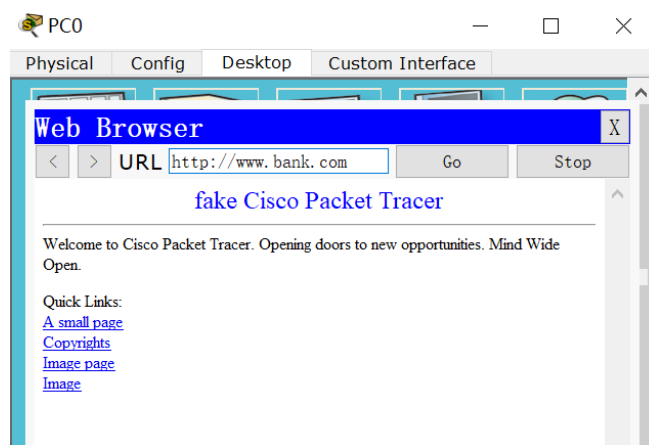 PC0
Physical Config Desktop Custom Interface
Web Browser X
< > URL http://www.bank.com Go Stop
fake Cisco Packet Tracer
Welcome to Cisco Packet Tracer. Opening doors to new opportunities. Mind Wide
Open.
Quick Links:
A small page
Copyrights
Image page
Image